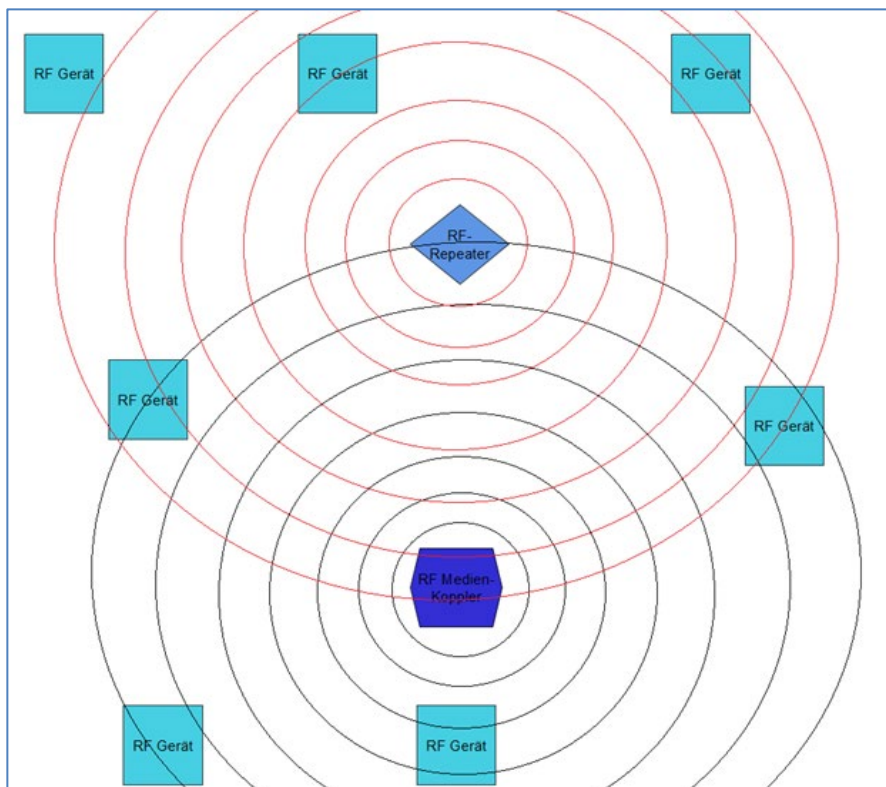 RF Gerät
RF Gerät
RF Gerät
RF-
Repeater
RF Gerät
RF Gerät
RF Medien-
Koppler
RF Gerät
RF Gerät